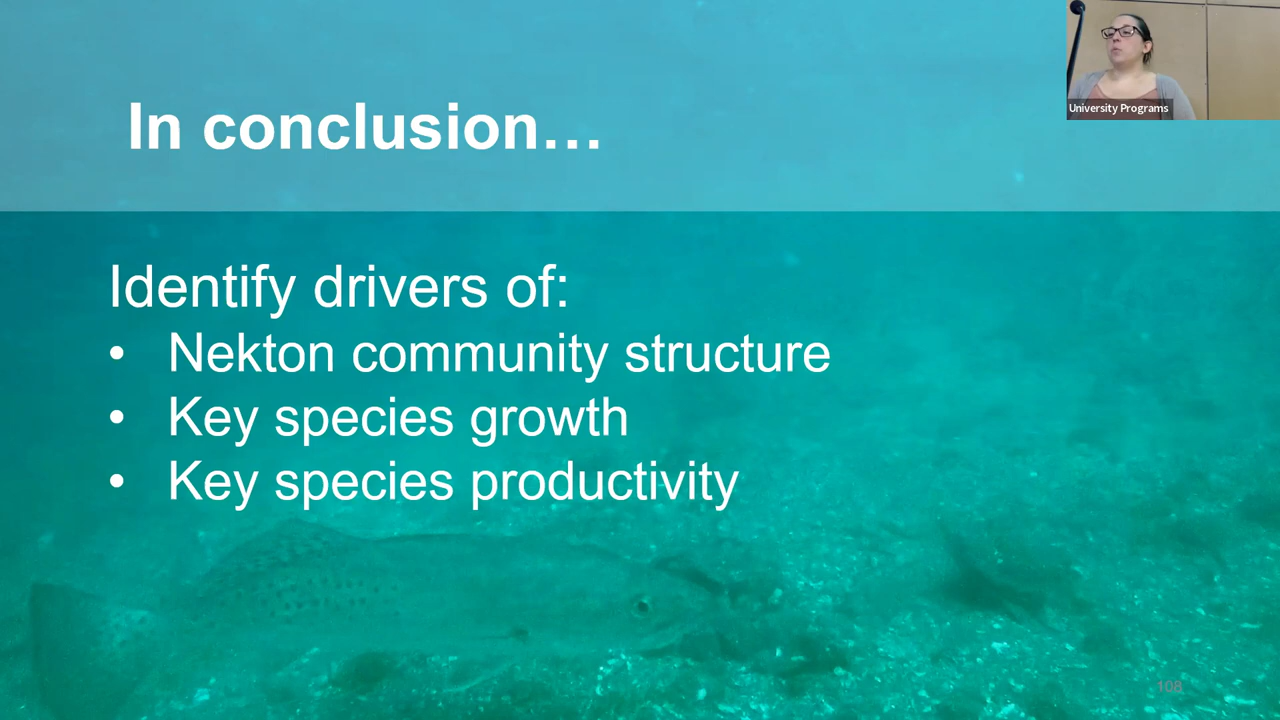 In conclusion…
University Programs
Identify drivers of:
• Nekton community structure
• Key species growth
• Key species productivity
108